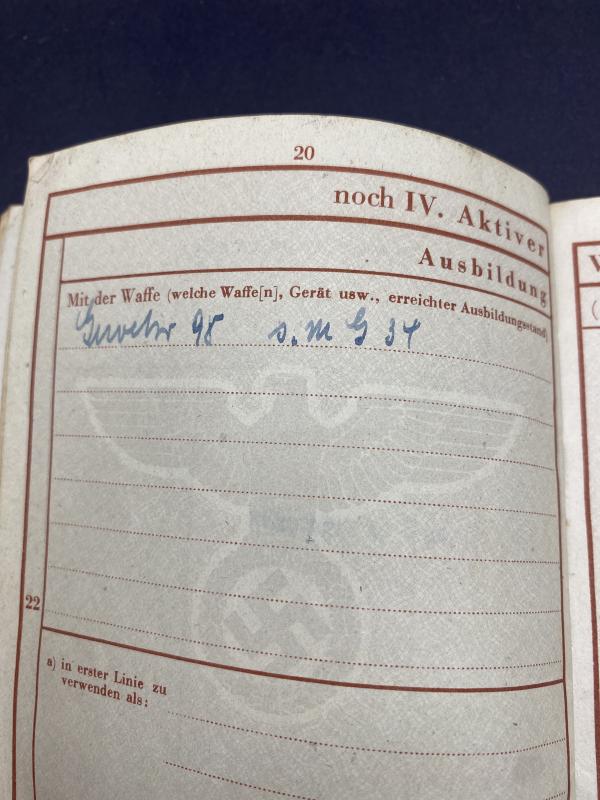 20
noch IV. Aktiver
Ausbildung
Mit der Waffe (welche Waffe[n], Gerät usw., erreichter Ausbildungsstand)
Gewehr 98 s.M G 34
22
a) in erster Linie zu
verwenden als: